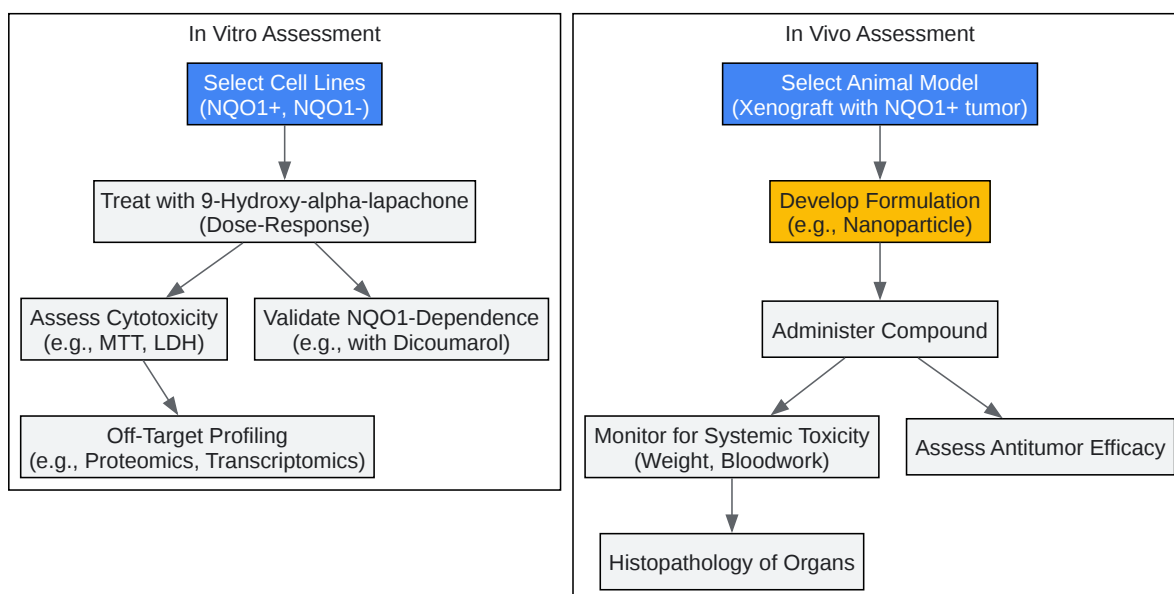 In Vitro Assessment
Select Cell Lines
(NQO1+, NQO1-)
Treat with 9-Hydroxy-alpha-lapachone
(Dose-Response)
Assess Cytotoxicity
(e.g., MTT, LDH)
Validate NQO1-Dependence
(e.g., with Dicoumarol)
Off-Target Profiling
(e.g., Proteomics, Transcriptomics)
In Vivo Assessment
Select Animal Model
(Xenograft with NQO1+ tumor)
Develop Formulation
(e.g., Nanoparticle)
Administer Compound
Monitor for Systemic Toxicity
(Weight, Bloodwork)
Assess Antitumor Efficacy
Histopathology of Organs